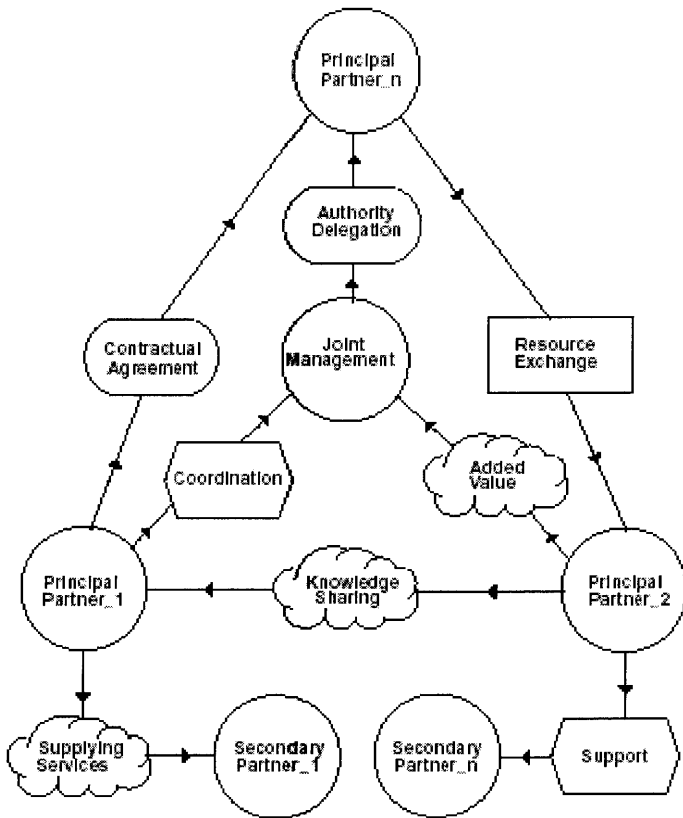 Principal
Partner_n
Authority
Delegation
Contractual
Agreement
Joint
Management
Resource
Exchange
Coordination
Added
Value
Principal
Partner_1
Knowledge
Sharing
Principal
Partner_2
Supplying
Services
Secondary
Partner_1
Secondary
Partner_n
Support